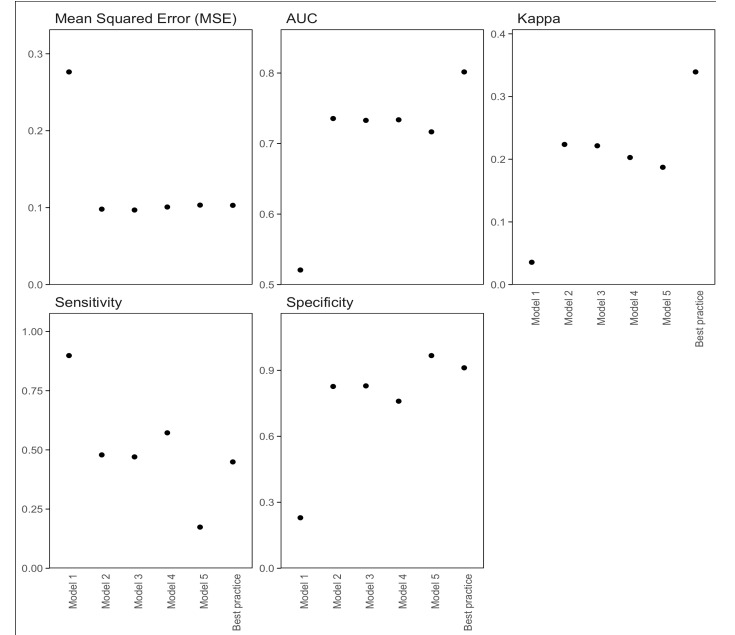 Mean Squared Error (MSE)
AUC
Kappa
0.3
0.2
0.1
0.0
0.8
0.7
0.6
0.5
0.4
0.3
0.2
0.1
0.0
Model 1
Model 2
Model 3
Model 4
Model 5
Best practice
Sensitivity
Specificity
1.00
0.75
0.50
0.25
0.00
0.9
0.6
0.3
0.0
Model 1
Model 2
Model 3
Model 4
Model 5
Best practice
Model 1
Model 2
Model 3
Model 4
Model 5
Best practice